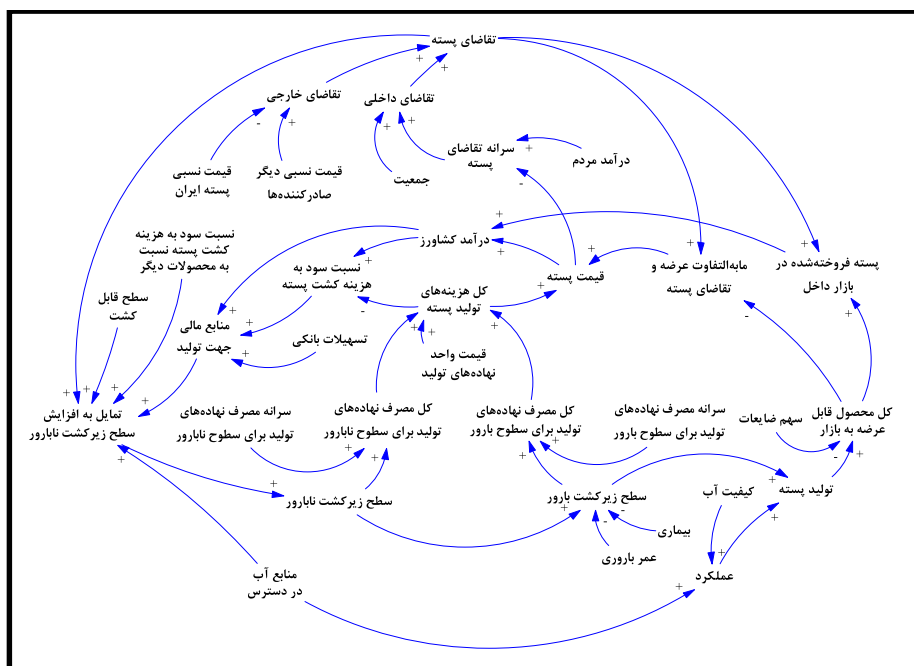 تقاضای پسته
تقاضای خارجی
تقاضای داخلی
سرانه تقاضای
پسته
درآمد مردم
قیمت نسبی
پسته ایران
قیمت نسبی دیگر
صادرکننده‌ها
جمعیت
نسبت سود به هزینه
کشت پسته نسبت
به محصولات دیگر
درآمد کشاورز
مابه‌التفاوت عرضه و
تقاضای پسته
پسته فروخته‌شده در
بازار داخل
نسبت سود به
هزینه کشت پسته
کل هزینه‌های
تولید پسته
قیمت پسته
سطح قابل
کشت
منابع مالی
جهت تولید
تسهیلات بانکی
قیمت واحد
نهاده‌های تولید
تمایل به افزایش
سطح زیرکشت نابارور
سرانه مصرف نهاده‌های
تولید برای سطوح نابارور
کل مصرف نهاده‌های
تولید برای سطوح نابارور
کل مصرف نهاده‌های
تولید برای سطوح بارور
سرانه مصرف نهاده‌های
تولید برای سطوح بارور
سهم ضایعات
کل محصول قابل
عرضه به بازار
سطح زیرکشت نابارور
سطح زیرکشت بارور
کیفیت آب
تولید پسته
بیماری
عمر باروری
عملکرد
منابع آب
در دسترس